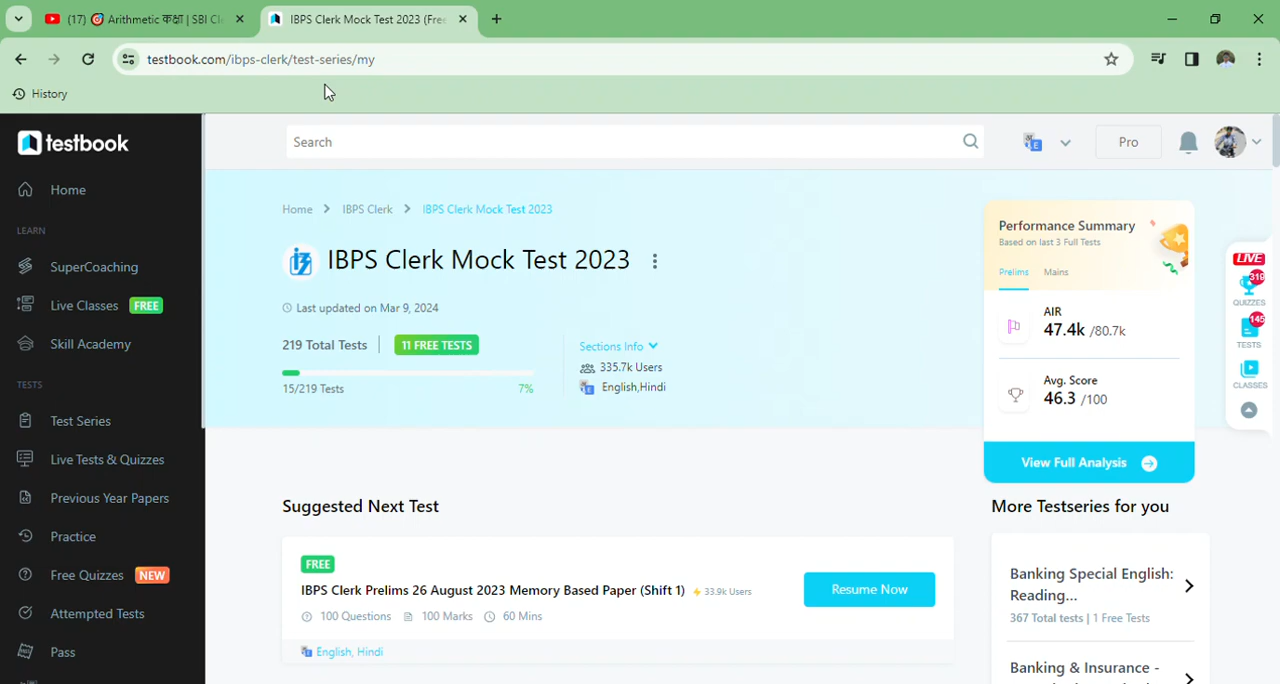 (17) 🎯 Arithmetic कक्षा | SBI Cl
IBPS Clerk Mock Test 2023 (Free
testbook.com/ibps-clerk/test-series/my
History
testbook
Search
Pro
Home
LEARN
SuperCoaching
Live Classes FREE
Skill Academy
TESTS
Test Series
Live Tests & Quizzes
Previous Year Papers
Practice
Free Quizzes NEW
Attempted Tests
Pass
Home > IBPS Clerk > IBPS Clerk Mock Test 2023
IBPS Clerk Mock Test 2023
Last updated on Mar 9, 2024
219 Total Tests | 11 FREE TESTS
15/219 Tests 7%
Sections Info
335.7k Users
English,Hindi
Performance Summary
Based on last 3 Full Tests
Prelims Mains
AIR
47.4k /80.7k
Avg. Score
46.3 /100
View Full Analysis
LIVE
319
QUIZZES
145
TESTS
CLASSES
Suggested Next Test
FREE
IBPS Clerk Prelims 26 August 2023 Memory Based Paper (Shift 1) 33.9k Users
100 Questions 100 Marks 60 Mins
English, Hindi
Resume Now
More Testseries for you
Banking Special English:
Reading...
367 Total tests | 1 Free Tests
Banking & Insurance -